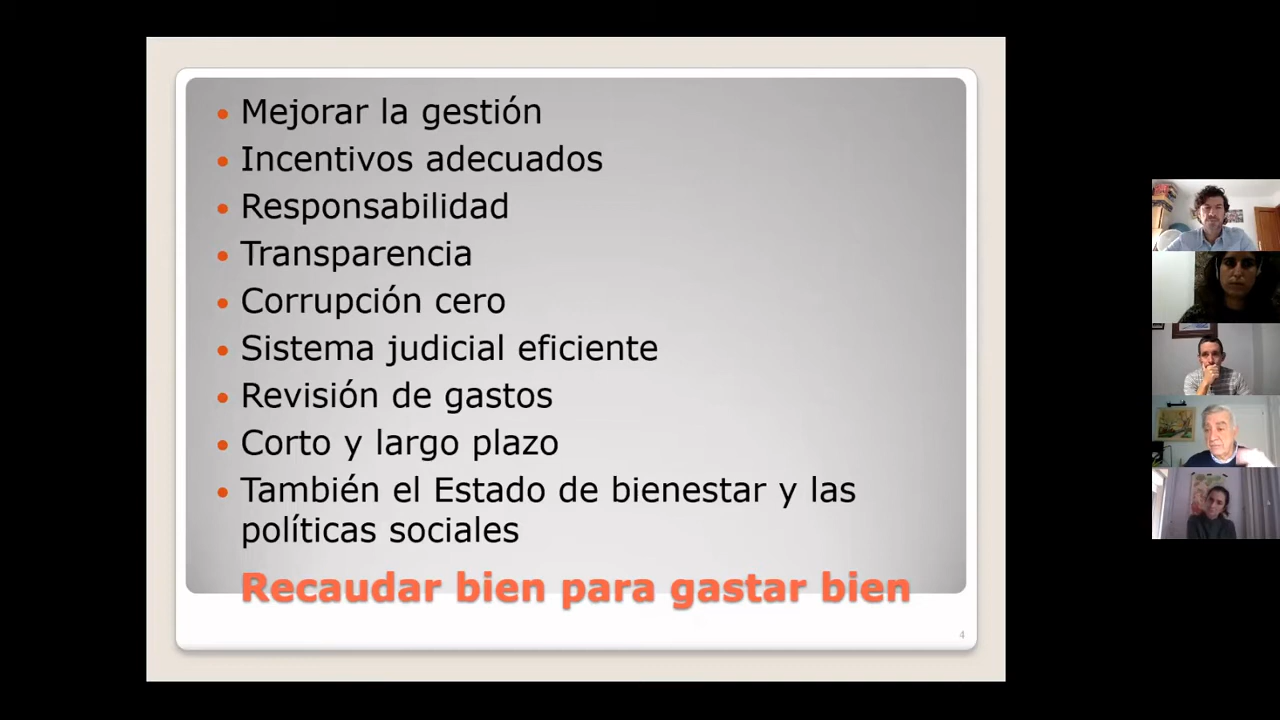 Mejorar la gestión
Incentivos adecuados
Responsabilidad
Transparencia
Corrupción cero
Sistema judicial eficiente
Revisión de gastos
Corto y largo plazo
También el Estado de bienestar y las
políticas sociales
Recaudar bien para gastar bien
4